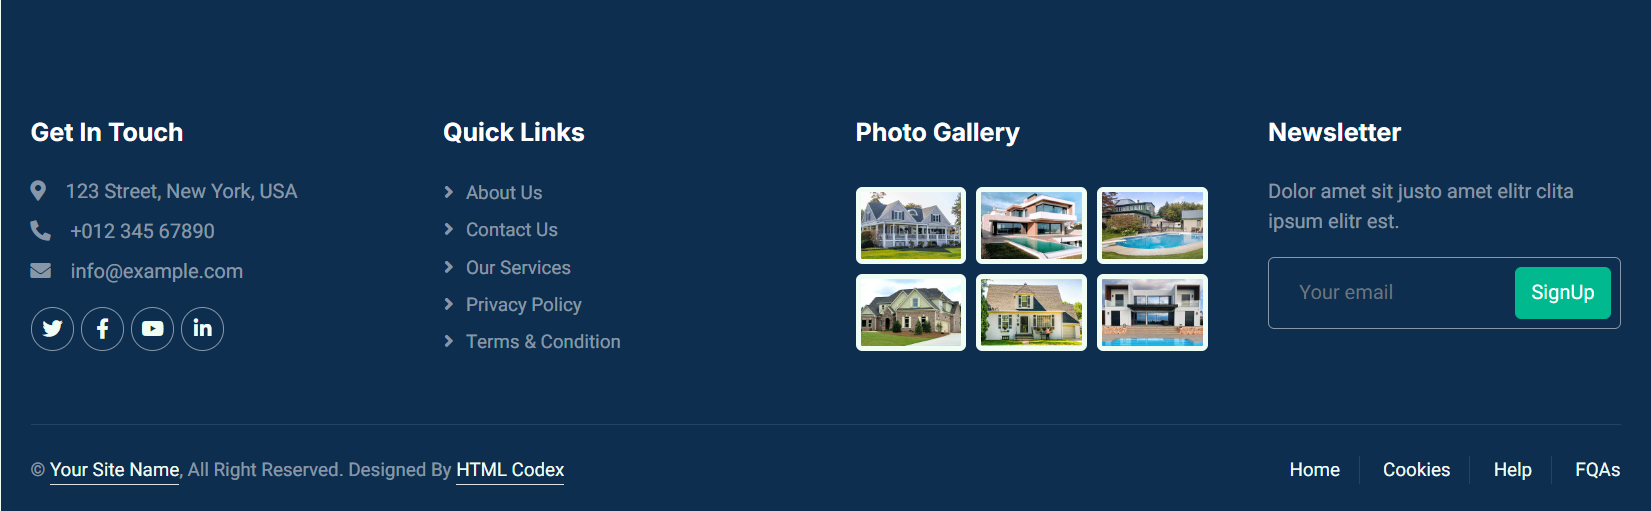 Get In Touch
123 Street, New York, USA
+012 345 67890
info@example.com
Quick Links
About Us
Contact Us
Our Services
Privacy Policy
Terms & Condition
Photo Gallery
Newsletter
Dolor amet sit justo amet elitr clita
ipsum elitr est.
Your email
SignUp
© Your Site Name, All Right Reserved. Designed By HTML Codex
Home
Cookies
Help
FQAs